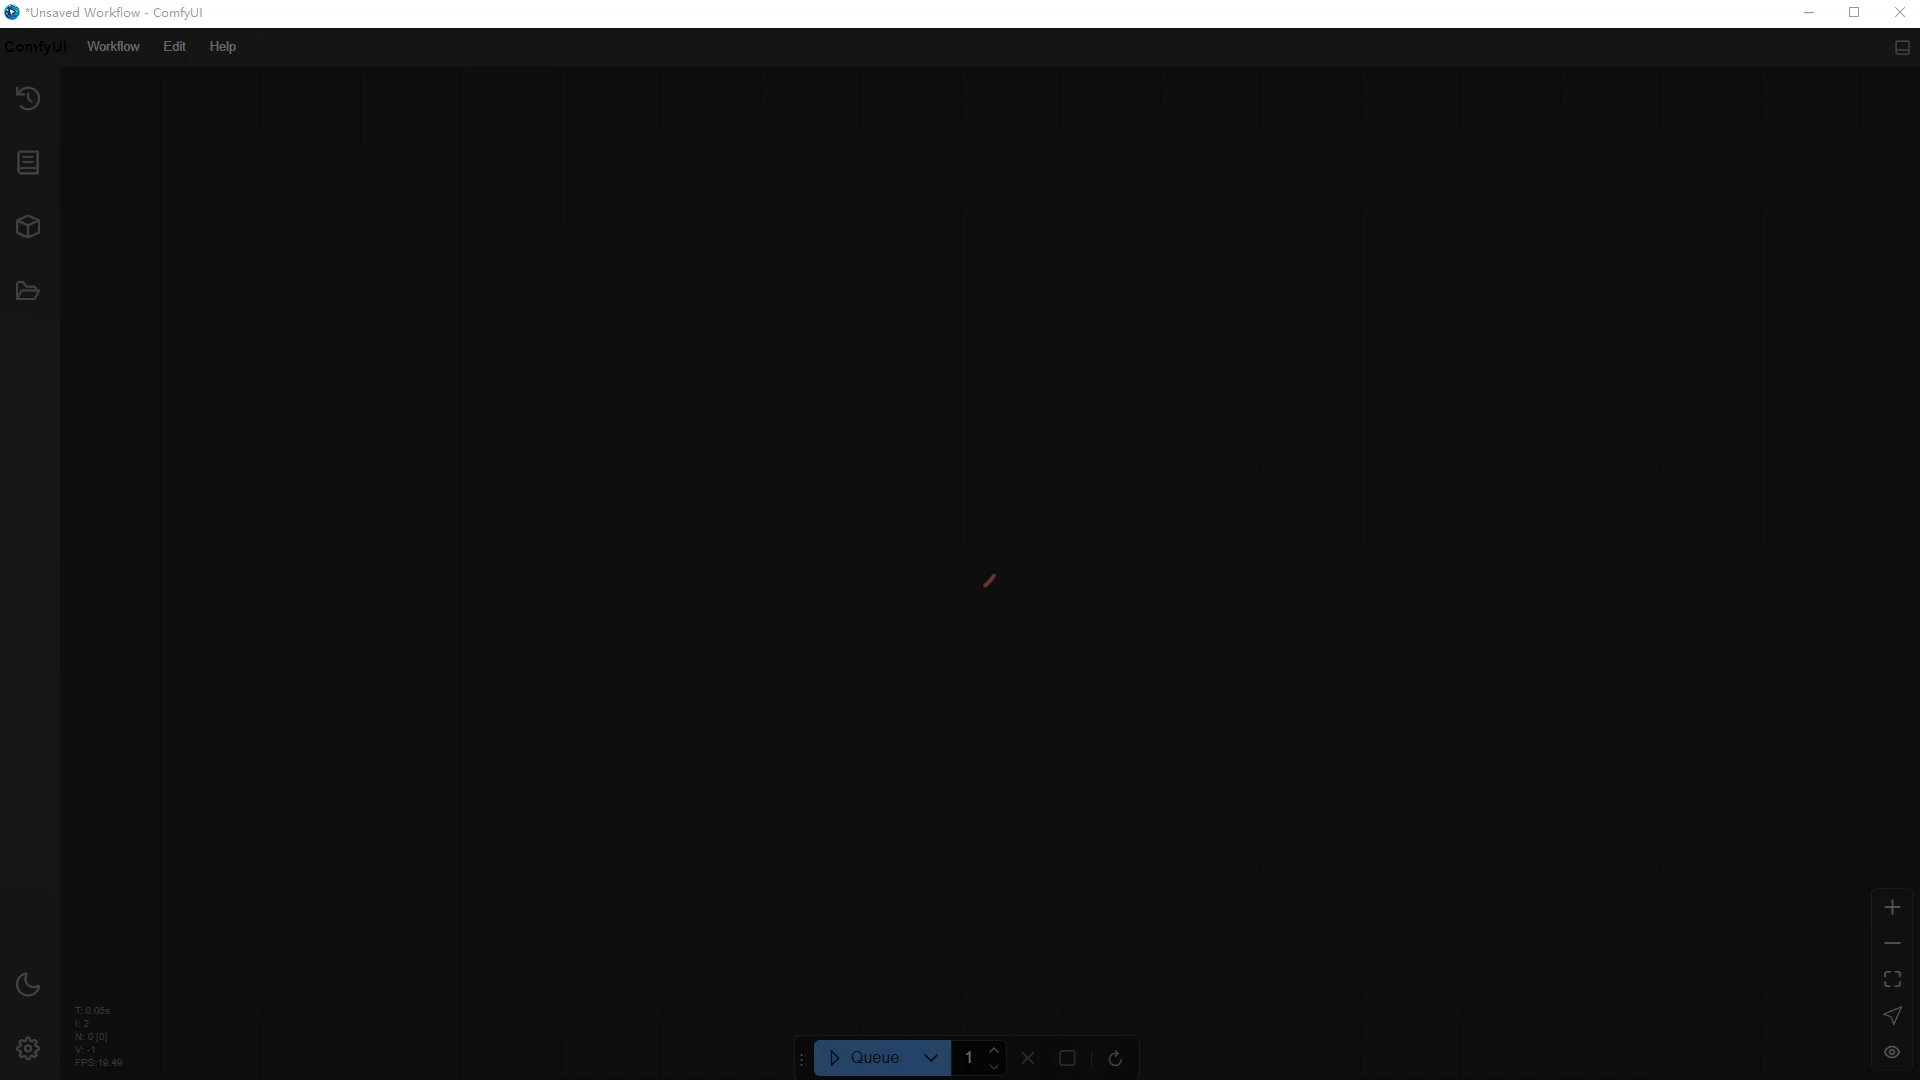 *Unsaved Workflow - ComfyUI
ComfyUI Workflow Edit Help
T: 0.05s
I: 2
N: 0 [0]
V: -1
FPS:19.49
Queue 1